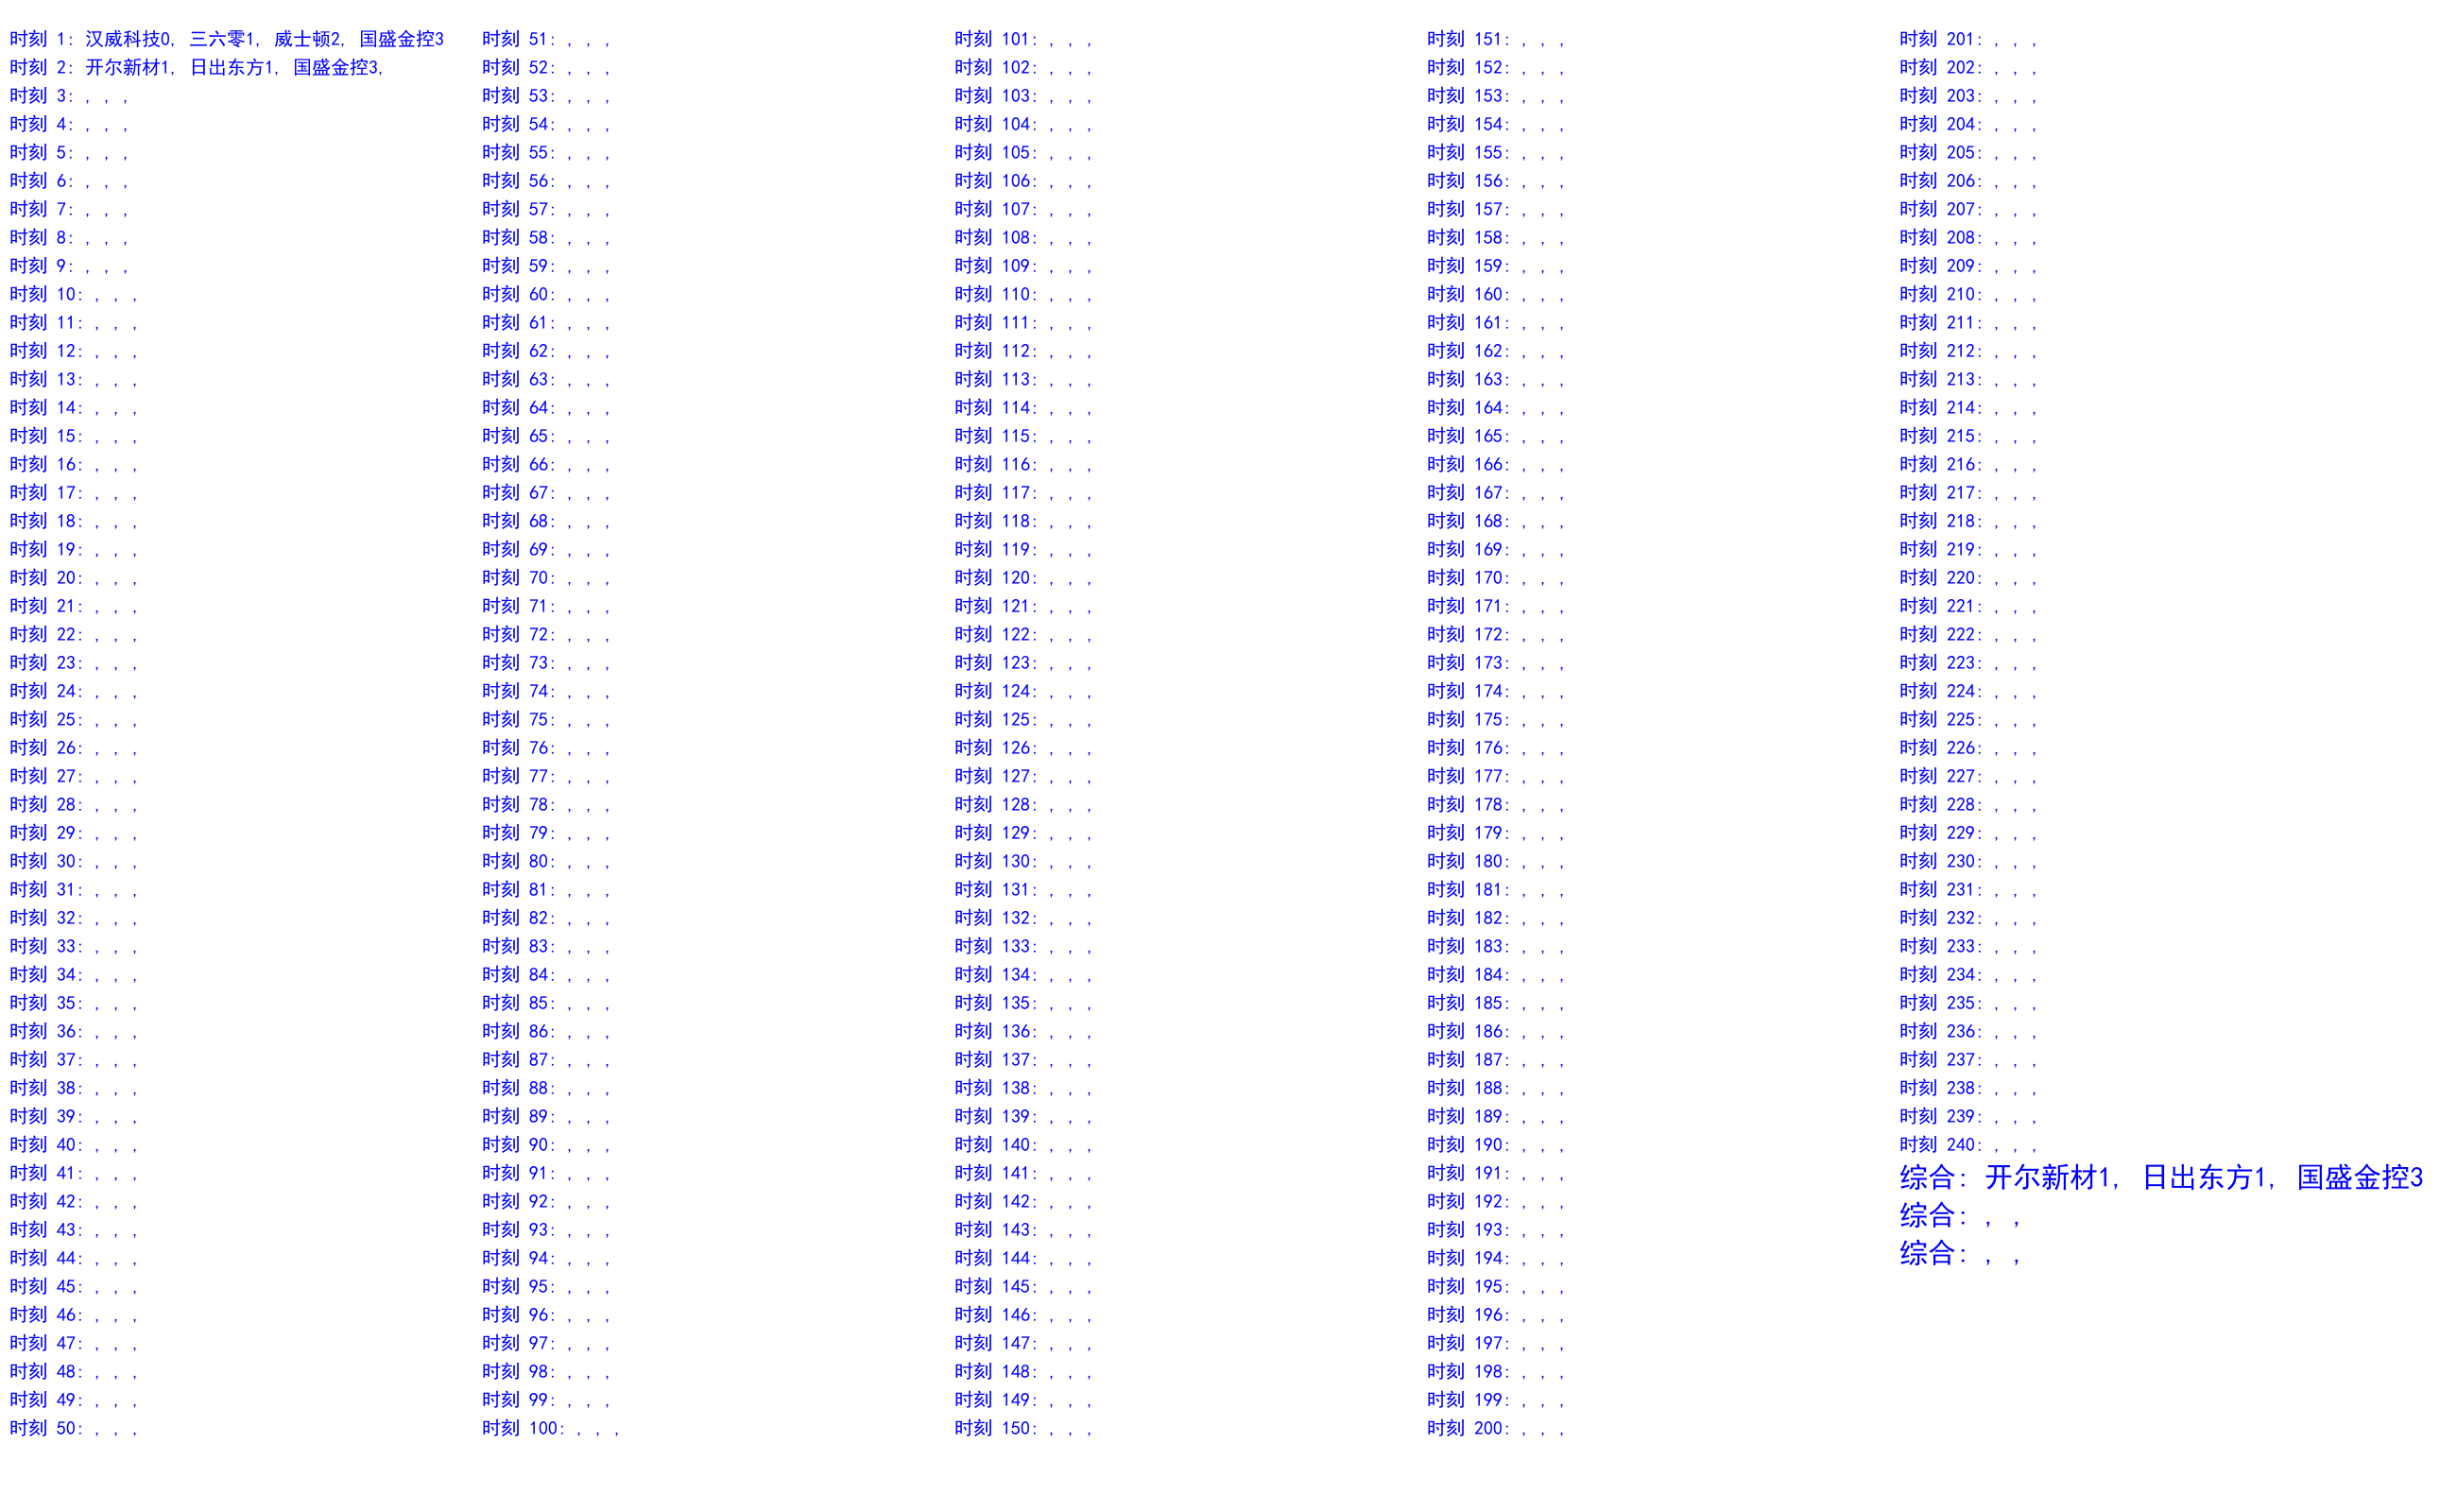 时刻 1: 汉威科技0, 三六零1, 威士顿2, 国盛金控3
时刻 2: 开尔新材1, 日出东方1, 国盛金控3,
时刻 3: , , ,
时刻 4: , , ,
时刻 5: , , ,
时刻 6: , , ,
时刻 7: , , ,
时刻 8: , , ,
时刻 9: , , ,
时刻 10: , , ,
时刻 11: , , ,
时刻 12: , , ,
时刻 13: , , ,
时刻 14: , , ,
时刻 15: , , ,
时刻 16: , , ,
时刻 17: , , ,
时刻 18: , , ,
时刻 19: , , ,
时刻 20: , , ,
时刻 21: , , ,
时刻 22: , , ,
时刻 23: , , ,
时刻 24: , , ,
时刻 25: , , ,
时刻 26: , , ,
时刻 27: , , ,
时刻 28: , , ,
时刻 29: , , ,
时刻 30: , , ,
时刻 31: , , ,
时刻 32: , , ,
时刻 33: , , ,
时刻 34: , , ,
时刻 35: , , ,
时刻 36: , , ,
时刻 37: , , ,
时刻 38: , , ,
时刻 39: , , ,
时刻 40: , , ,
时刻 41: , , ,
时刻 42: , , ,
时刻 43: , , ,
时刻 44: , , ,
时刻 45: , , ,
时刻 46: , , ,
时刻 47: , , ,
时刻 48: , , ,
时刻 49: , , ,
时刻 50: , , ,
时刻 51: , , ,
时刻 52: , , ,
时刻 53: , , ,
时刻 54: , , ,
时刻 55: , , ,
时刻 56: , , ,
时刻 57: , , ,
时刻 58: , , ,
时刻 59: , , ,
时刻 60: , , ,
时刻 61: , , ,
时刻 62: , , ,
时刻 63: , , ,
时刻 64: , , ,
时刻 65: , , ,
时刻 66: , , ,
时刻 67: , , ,
时刻 68: , , ,
时刻 69: , , ,
时刻 70: , , ,
时刻 71: , , ,
时刻 72: , , ,
时刻 73: , , ,
时刻 74: , , ,
时刻 75: , , ,
时刻 76: , , ,
时刻 77: , , ,
时刻 78: , , ,
时刻 79: , , ,
时刻 80: , , ,
时刻 81: , , ,
时刻 82: , , ,
时刻 83: , , ,
时刻 84: , , ,
时刻 85: , , ,
时刻 86: , , ,
时刻 87: , , ,
时刻 88: , , ,
时刻 89: , , ,
时刻 90: , , ,
时刻 91: , , ,
时刻 92: , , ,
时刻 93: , , ,
时刻 94: , , ,
时刻 95: , , ,
时刻 96: , , ,
时刻 97: , , ,
时刻 98: , , ,
时刻 99: , , ,
时刻 100: , , ,
时刻 101: , , ,
时刻 102: , , ,
时刻 103: , , ,
时刻 104: , , ,
时刻 105: , , ,
时刻 106: , , ,
时刻 107: , , ,
时刻 108: , , ,
时刻 109: , , ,
时刻 110: , , ,
时刻 111: , , ,
时刻 112: , , ,
时刻 113: , , ,
时刻 114: , , ,
时刻 115: , , ,
时刻 116: , , ,
时刻 117: , , ,
时刻 118: , , ,
时刻 119: , , ,
时刻 120: , , ,
时刻 121: , , ,
时刻 122: , , ,
时刻 123: , , ,
时刻 124: , , ,
时刻 125: , , ,
时刻 126: , , ,
时刻 127: , , ,
时刻 128: , , ,
时刻 129: , , ,
时刻 130: , , ,
时刻 131: , , ,
时刻 132: , , ,
时刻 133: , , ,
时刻 134: , , ,
时刻 135: , , ,
时刻 136: , , ,
时刻 137: , , ,
时刻 138: , , ,
时刻 139: , , ,
时刻 140: , , ,
时刻 141: , , ,
时刻 142: , , ,
时刻 143: , , ,
时刻 144: , , ,
时刻 145: , , ,
时刻 146: , , ,
时刻 147: , , ,
时刻 148: , , ,
时刻 149: , , ,
时刻 150: , , ,
时刻 151: , , ,
时刻 152: , , ,
时刻 153: , , ,
时刻 154: , , ,
时刻 155: , , ,
时刻 156: , , ,
时刻 157: , , ,
时刻 158: , , ,
时刻 159: , , ,
时刻 160: , , ,
时刻 161: , , ,
时刻 162: , , ,
时刻 163: , , ,
时刻 164: , , ,
时刻 165: , , ,
时刻 166: , , ,
时刻 167: , , ,
时刻 168: , , ,
时刻 169: , , ,
时刻 170: , , ,
时刻 171: , , ,
时刻 172: , , ,
时刻 173: , , ,
时刻 174: , , ,
时刻 175: , , ,
时刻 176: , , ,
时刻 177: , , ,
时刻 178: , , ,
时刻 179: , , ,
时刻 180: , , ,
时刻 181: , , ,
时刻 182: , , ,
时刻 183: , , ,
时刻 184: , , ,
时刻 185: , , ,
时刻 186: , , ,
时刻 187: , , ,
时刻 188: , , ,
时刻 189: , , ,
时刻 190: , , ,
时刻 191: , , ,
时刻 192: , , ,
时刻 193: , , ,
时刻 194: , , ,
时刻 195: , , ,
时刻 196: , , ,
时刻 197: , , ,
时刻 198: , , ,
时刻 199: , , ,
时刻 200: , , ,
时刻 201: , , ,
时刻 202: , , ,
时刻 203: , , ,
时刻 204: , , ,
时刻 205: , , ,
时刻 206: , , ,
时刻 207: , , ,
时刻 208: , , ,
时刻 209: , , ,
时刻 210: , , ,
时刻 211: , , ,
时刻 212: , , ,
时刻 213: , , ,
时刻 214: , , ,
时刻 215: , , ,
时刻 216: , , ,
时刻 217: , , ,
时刻 218: , , ,
时刻 219: , , ,
时刻 220: , , ,
时刻 221: , , ,
时刻 222: , , ,
时刻 223: , , ,
时刻 224: , , ,
时刻 225: , , ,
时刻 226: , , ,
时刻 227: , , ,
时刻 228: , , ,
时刻 229: , , ,
时刻 230: , , ,
时刻 231: , , ,
时刻 232: , , ,
时刻 233: , , ,
时刻 234: , , ,
时刻 235: , , ,
时刻 236: , , ,
时刻 237: , , ,
时刻 238: , , ,
时刻 239: , , ,
时刻 240: , , ,
综合: 开尔新材1, 日出东方1, 国盛金控3
综合: , ,
综合: , ,